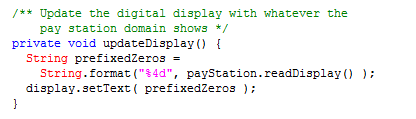 /** Update the digital display with whatever the
pay station domain shows */
private void updateDisplay() {
String prefixedZeros =
String.format("%4d", payStation.readDisplay() );
display.setText( prefixedZeros );
}